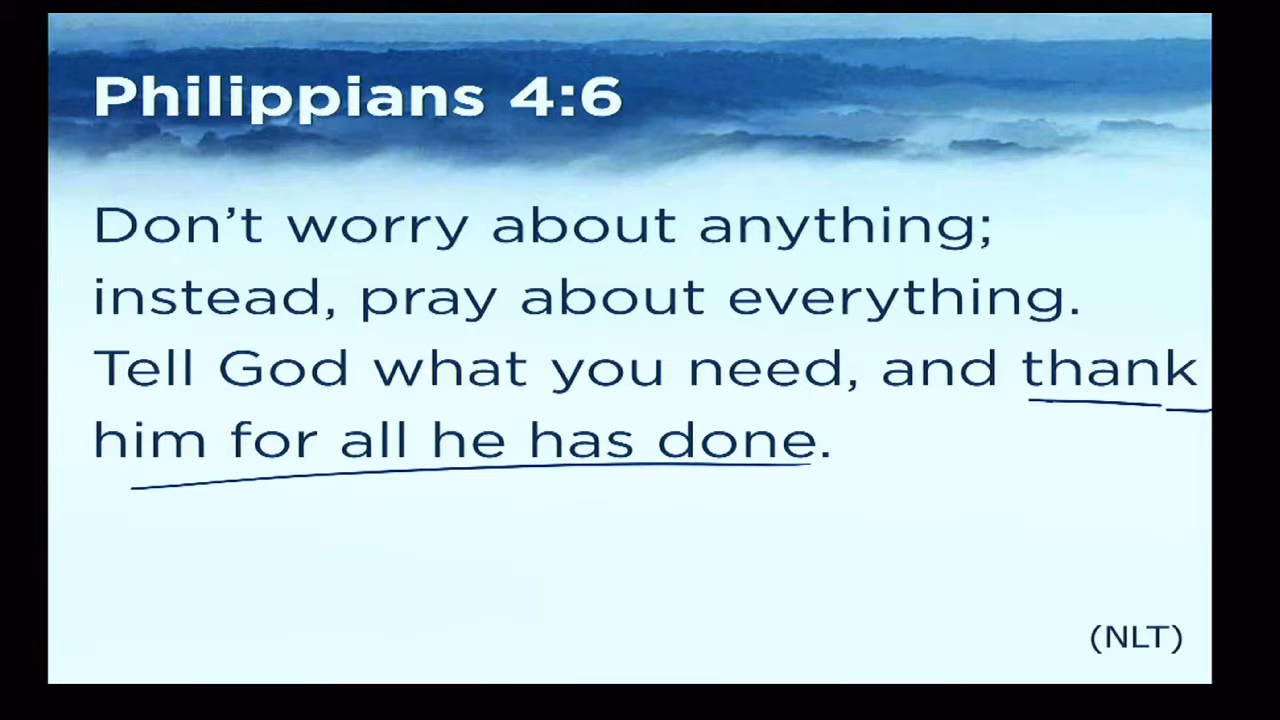 Philippians 4:6
Don’t worry about anything;
instead, pray about everything.
Tell God what you need, and thank
him for all he has done.
(NLT)